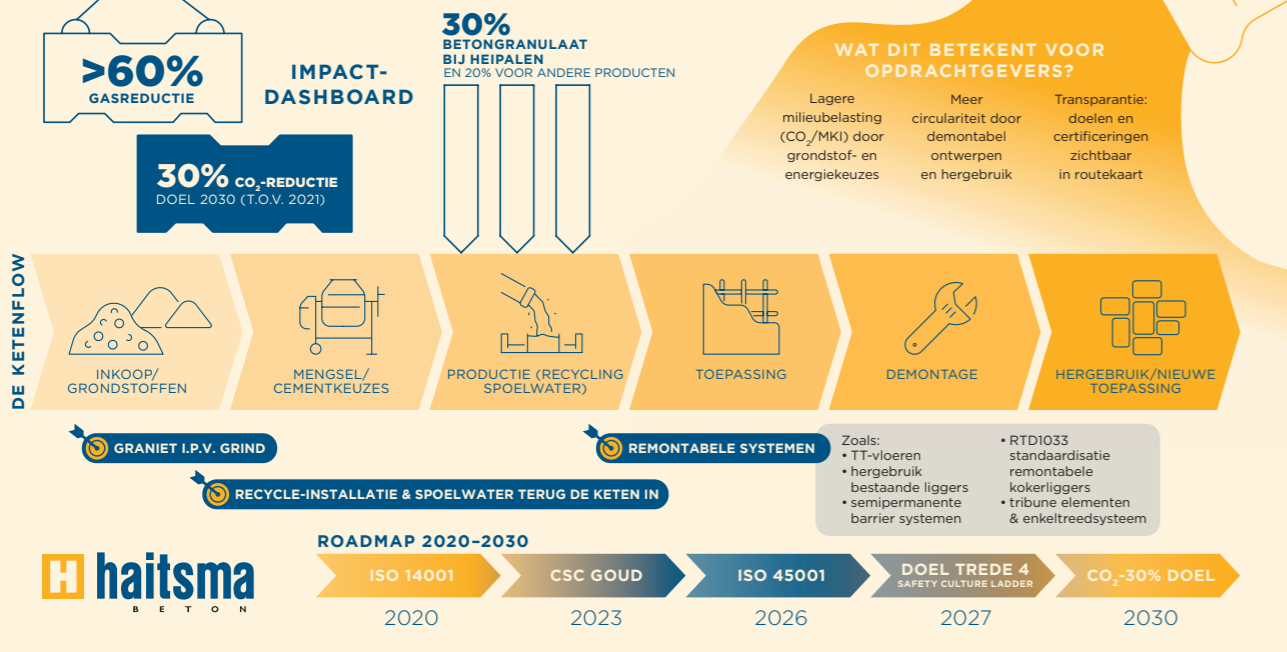 >60%
GASREDUCTIE
IMPACT-
DASHBOARD
30%
BETONGRANULAAT
BIJ HEIPALEN
EN 20% VOOR ANDERE PRODUCTEN
30% CO₂-REDUCTIE
DOEL 2030 (T.O.V. 2021)
WAT DIT BETEKENT VOOR
OPDRACHTGEVERS?
Lagere
milieubelasting
(CO₂/MKI) door
grondstof- en
energiekeuzes
Meer
circulariteit door
demontabel
ontwerpen
en hergebruik
Transparantie:
doelen en
certificeringen
zichtbaar
in routekaart
DE KETENFLOW
INKOOP/
GRONDSTOFFEN
MENGSEL/
CEMENTKEUZES
PRODUCTIE (RECYCLING
SPOELWATER)
TOEPASSING
DEMONTAGE
HERGEBRUIK/NIEUWE
TOEPASSING
GRANIET I.P.V. GRIND
RECYCLE-INSTALLATIE & SPOELWATER TERUG DE KETEN IN
REMONTABELE SYSTEMEN
Zoals:
• TT-vloeren
• hergebruik
bestaande liggers
• semipermanente
barrier systemen
• RTD1033
standaardisatie
remontabele
kokerliggers
• tribune elementen
& enkeltreedsysteem
H haitsma
BETON
ROADMAP 2020–2030
ISO 14001
CSC GOUD
ISO 45001
DOEL TREDE 4
SAFETY CULTURE LADDER
CO₂-30% DOEL
2020
2023
2026
2027
2030